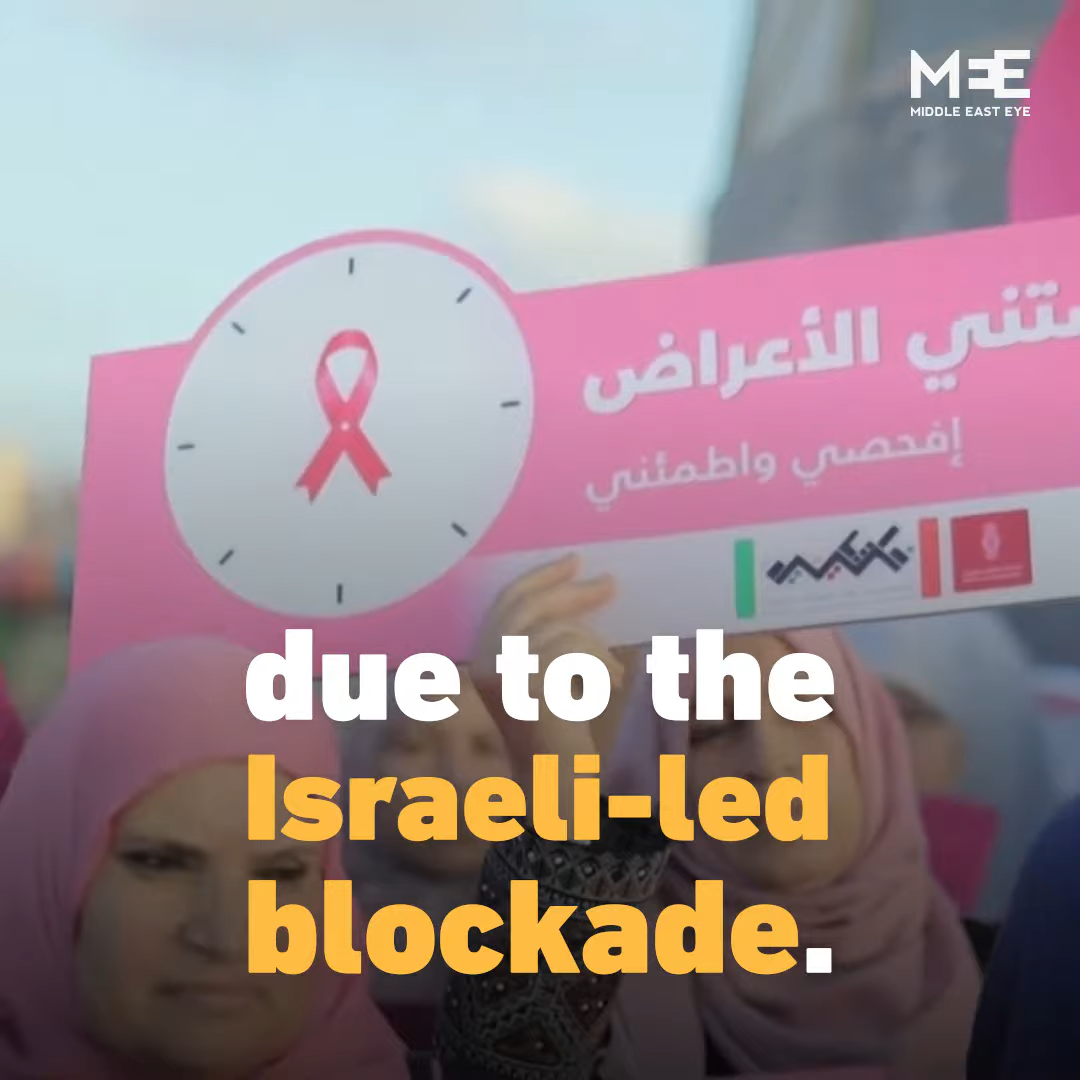 MEE
MIDDLE EAST EYE
الأعراض
إفحصي واطمئني
due to the
Israeli-led
blockade.